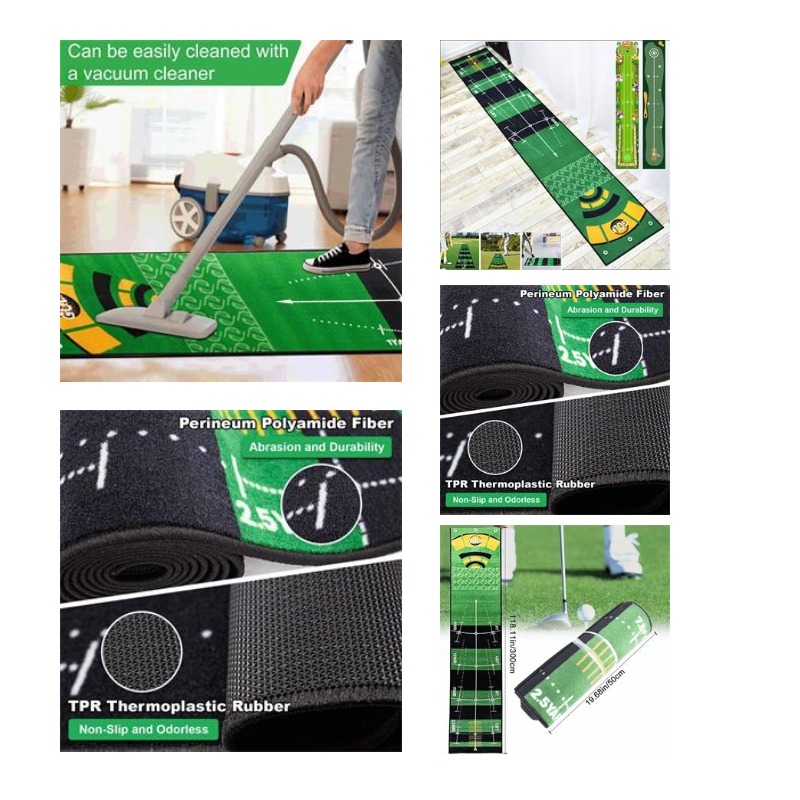 Can be easily cleaned with
a vacuum cleaner
Perineum Polyamide Fiber
Abrasion and Durability
2.5
TPR Thermoplastic Rubber
Non-Slip and Odorless
Perineum Polyamide Fiber
Abrasion and Durability
2.5Y
TPR Thermoplastic Rubber
Non-Slip and Odorless
118.11in/300cm
2.5YA
19.68in/50cm